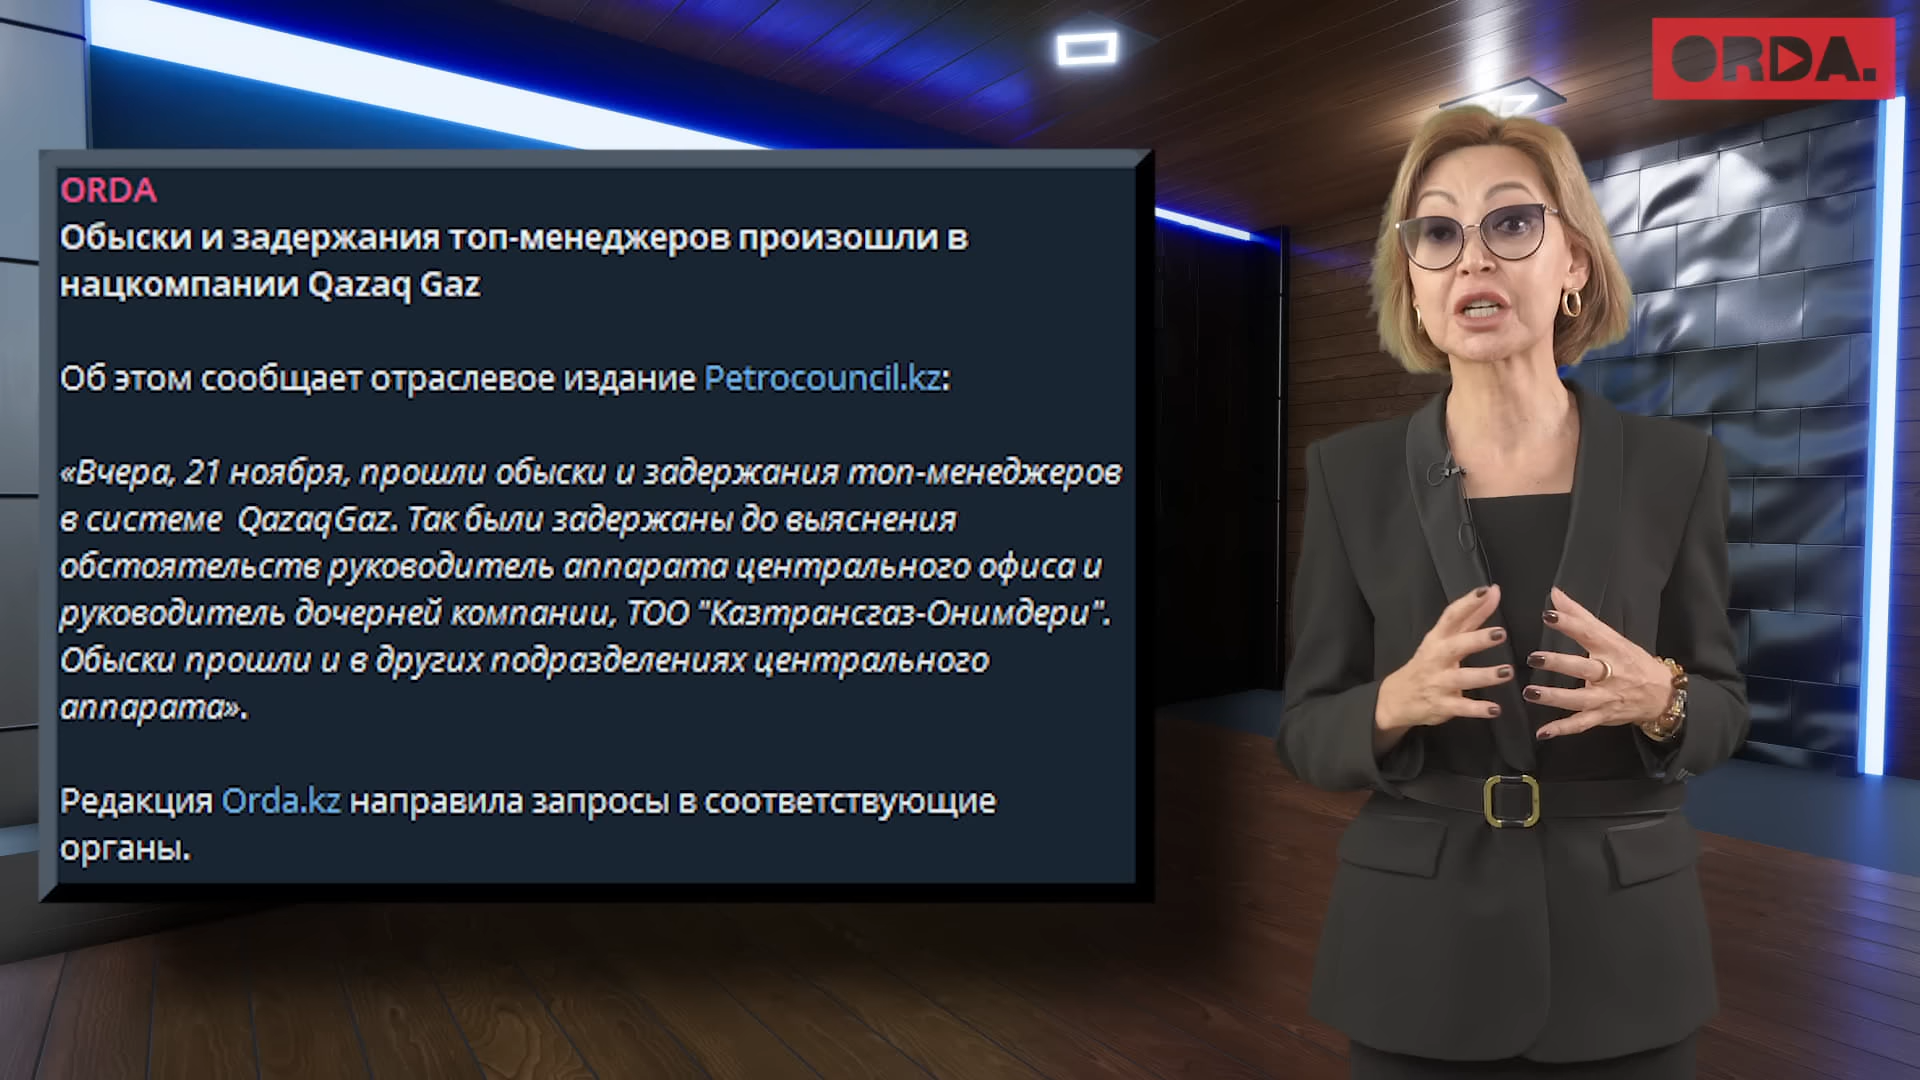 ORDA.
ORDA
Обыски и задержания топ-менеджеров произошли в
нацкомпании Qazaq Gaz
Об этом сообщает отраслевое издание Petrocouncil.kz:
«Вчера, 21 ноября, прошли обыски и задержания топ-менеджеров
в системе QazaqGaz. Так были задержаны до выяснения
обстоятельств руководитель аппарата центрального офиса и
руководитель дочерней компании, ТОО "Казтрансгаз-Онимдери".
Обыски прошли и в других подразделениях центрального
аппарата».
Редакция Orda.kz направила запросы в соответствующие
органы.